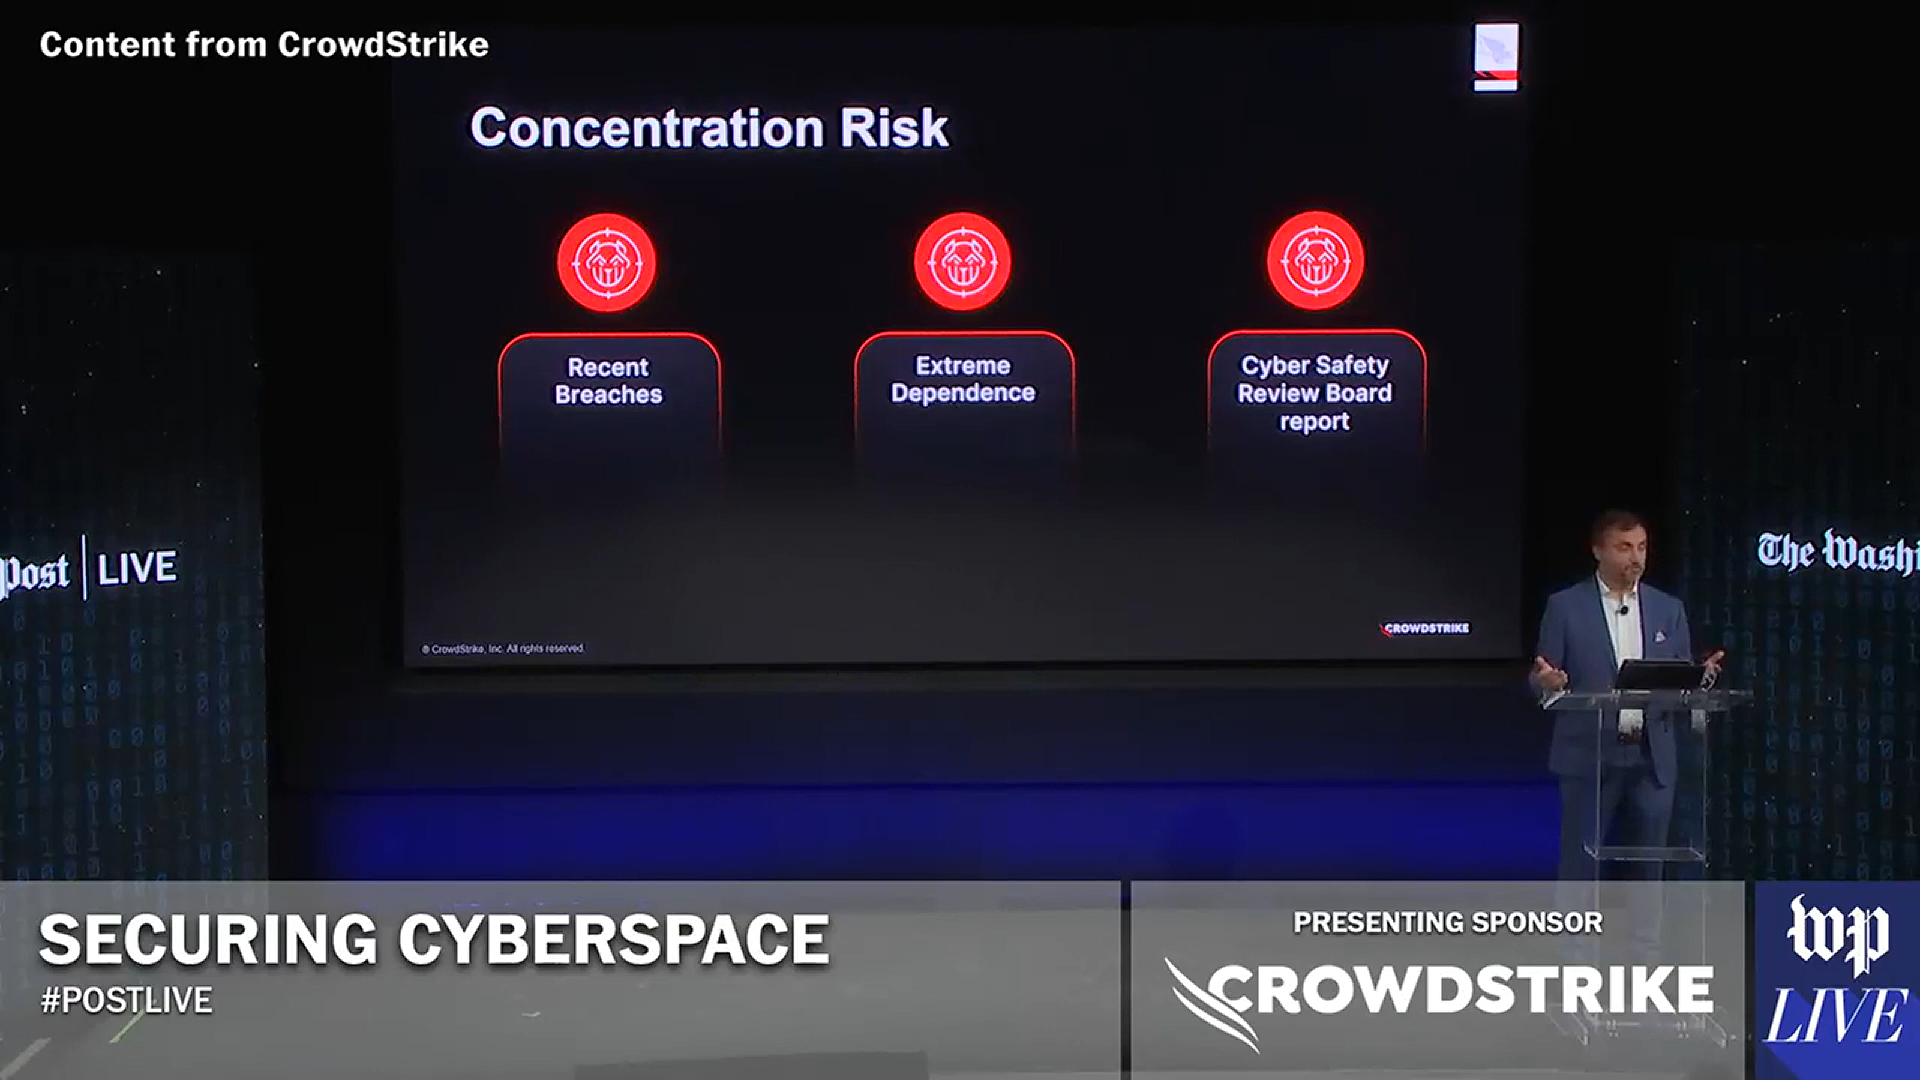 Content from CrowdStrike
Concentration Risk
Recent
Breaches
Extreme
Dependence
Cyber Safety
Review Board
report
Post | LIVE
The Washi
© CrowdStrike, Inc. All rights reserved.
CROWDSTRIKE
SECURING CYBERSPACE
#POSTLIVE
PRESENTING SPONSOR
CROWDSTRIKE
wp
LIVE